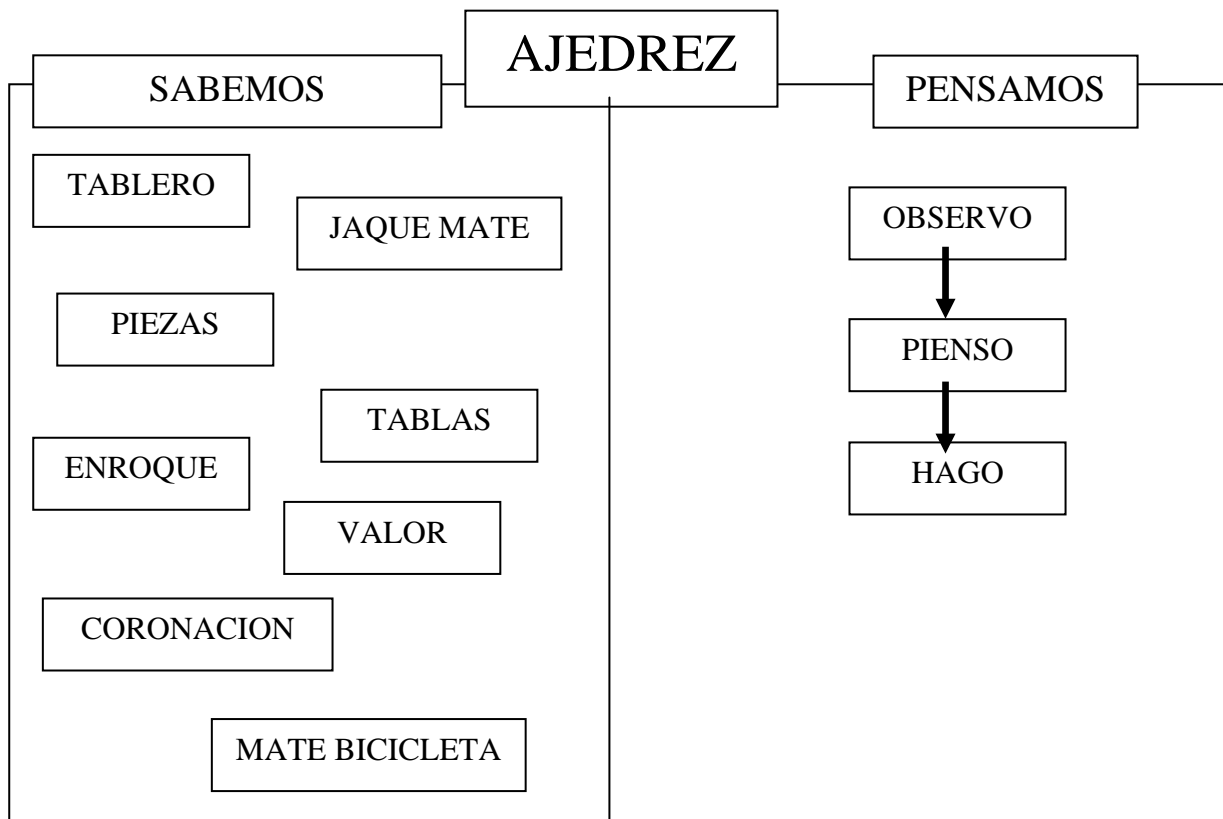 AJEDREZ
SABEMOS
PENSAMOS
TABLERO
JAQUE MATE
PIEZAS
TABLAS
ENROQUE
VALOR
CORONACION
MATE BICICLETA
OBSERVO
PIENSO
HAGO